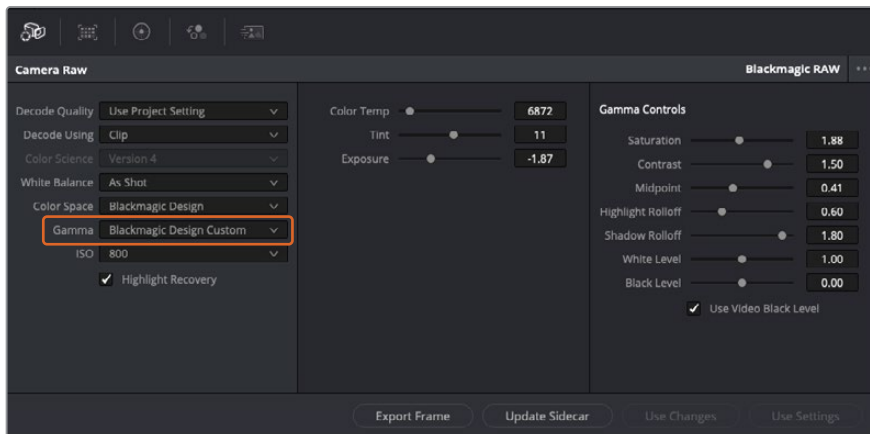 Camera Raw
Blackmagic RAW
Decode Quality Use Project Setting
Decode Using Clip
Color Science Version 4
White Balance As Shot
Color Space Blackmagic Design
Gamma Blackmagic Design Custom
ISO 800
Highlight Recovery
Color Temp 6872
Tint 11
Exposure -1.87
Gamma Controls
Saturation 1.88
Contrast 1.50
Midpoint 0.41
Highlight Rolloff 0.60
Shadow Rolloff 1.80
White Level 1.00
Black Level 0.00
Use Video Black Level
Export Frame
Update Sidecar
Use Changes
Use Settings